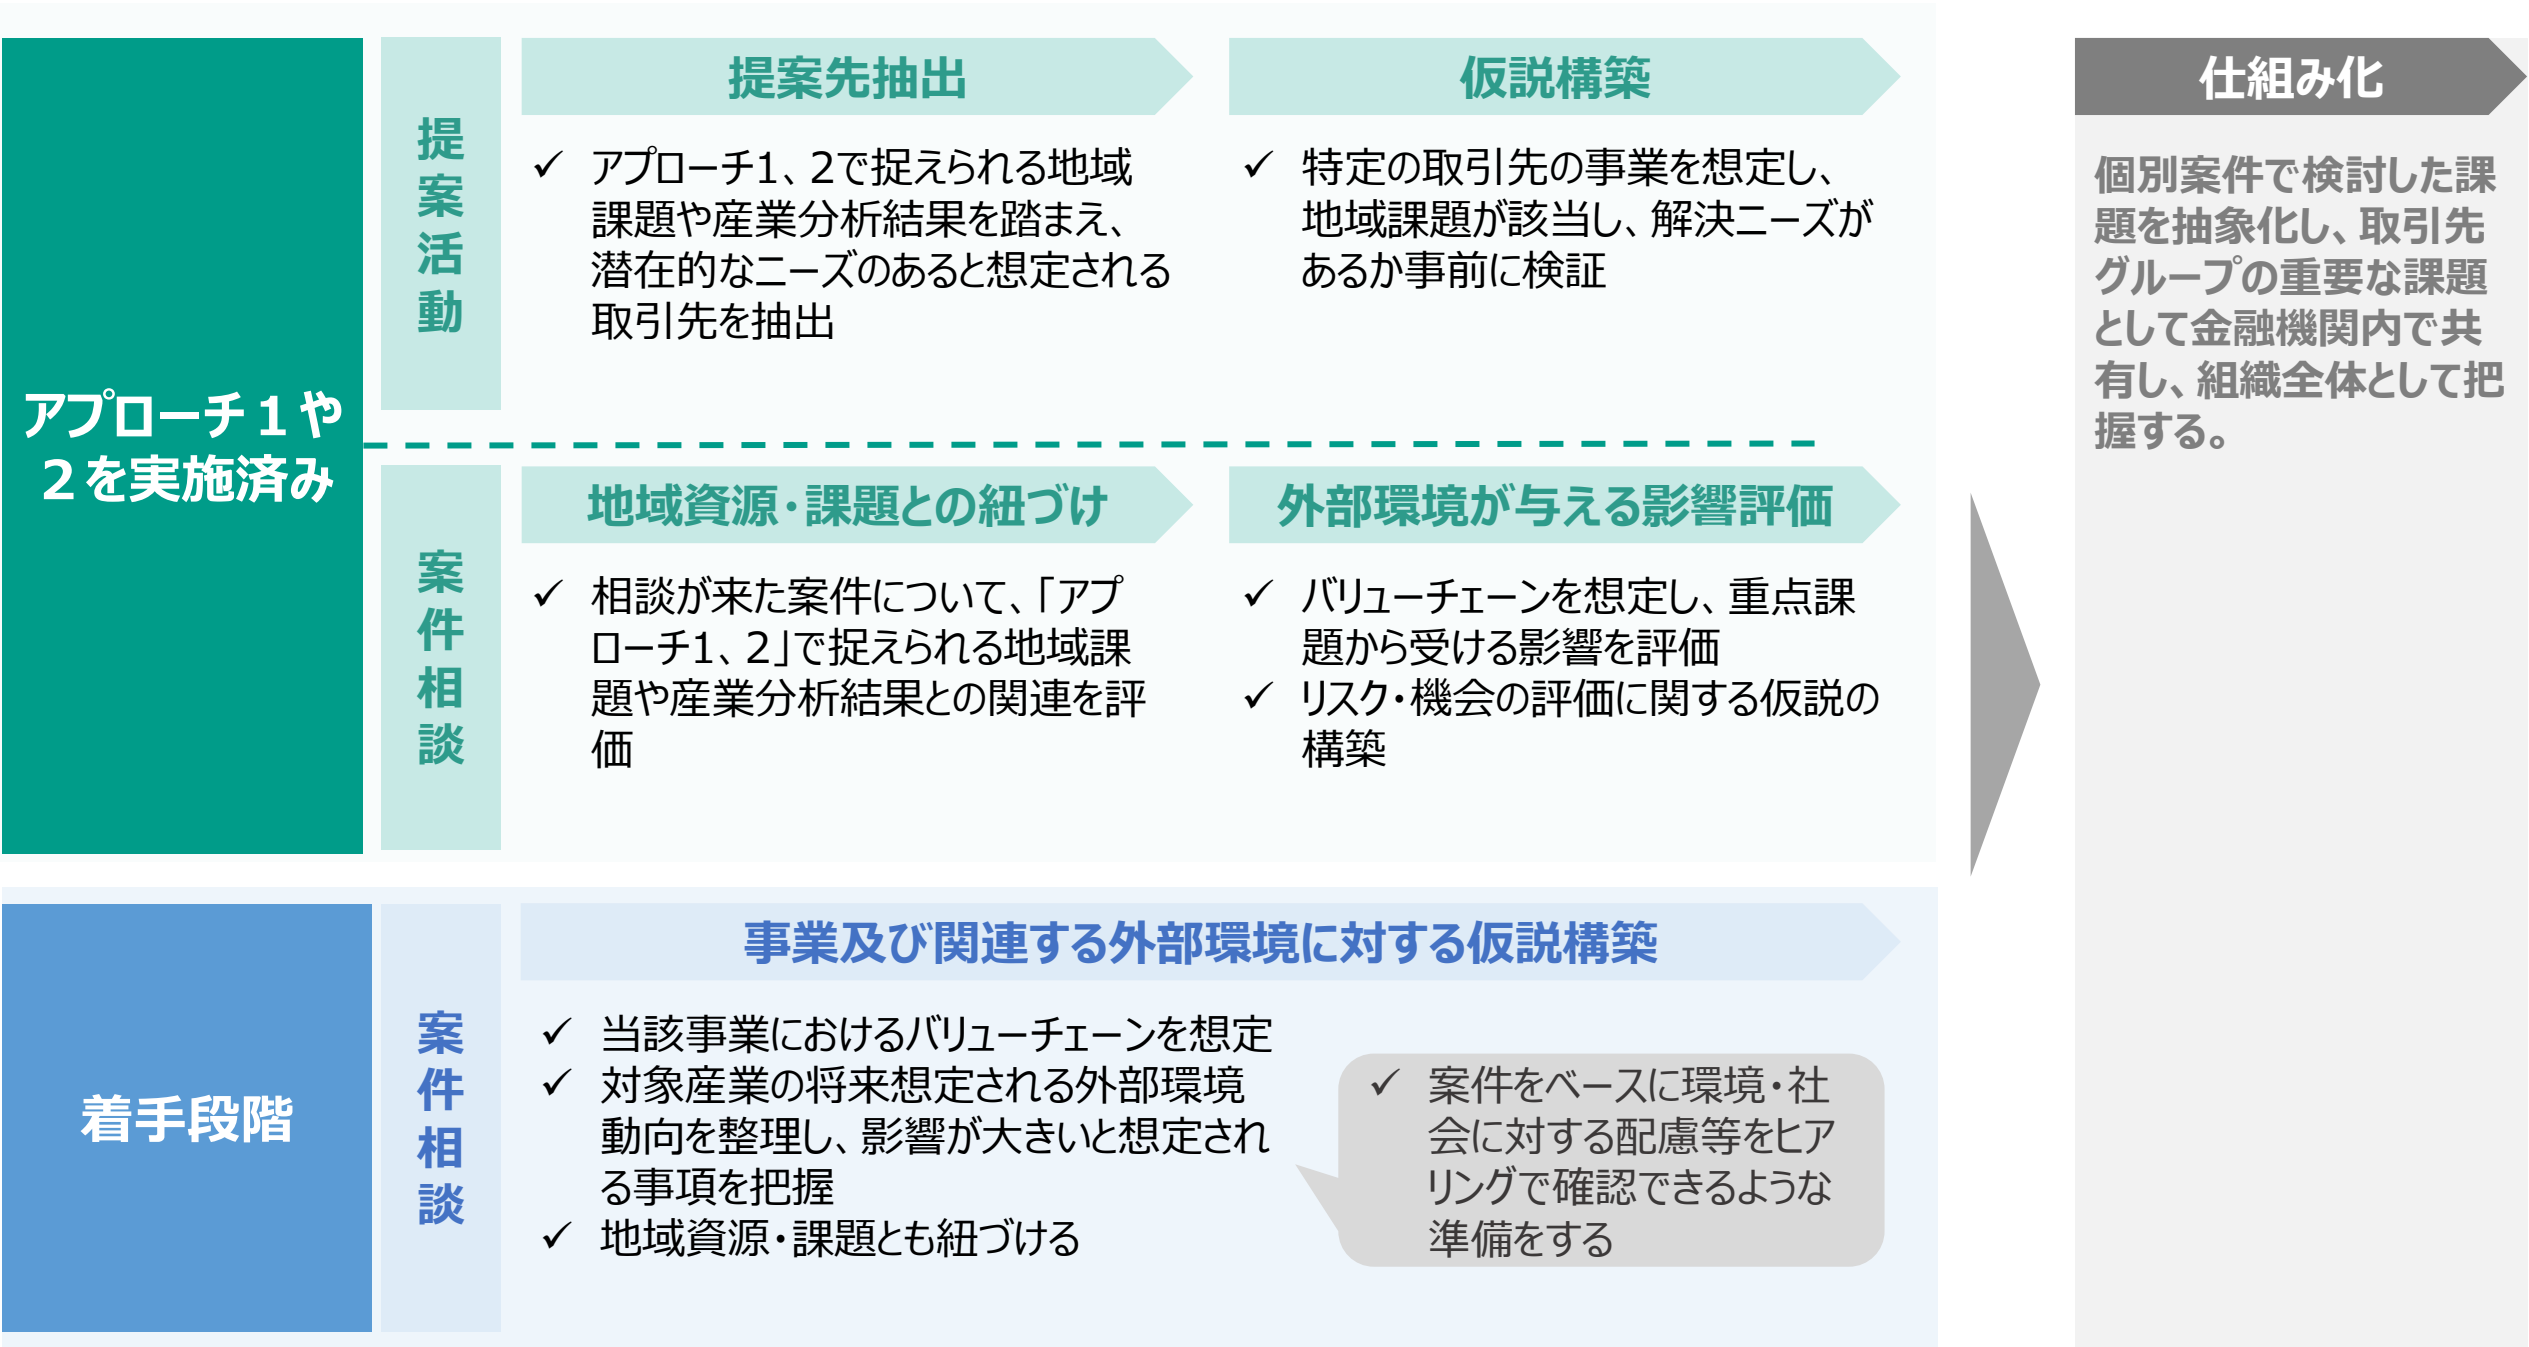 アプローチ１や
２を実施済み
提案活動
提案先抽出
✓ アプローチ1、2で捉えられる地域
課題や産業分析結果を踏まえ、
潜在的なニーズのあると想定される
取引先を抽出
仮説構築
✓ 特定の取引先の事業を想定し、
地域課題が該当し、解決ニーズが
あるか事前に検証
案件相談
地域資源・課題との紐づけ
✓ 相談が来た案件について、「アプ
ローチ1、2」で捉えられる地域課
題や産業分析結果との関連を評
価
外部環境が与える影響評価
✓ バリューチェーンを想定し、重点課
題から受ける影響を評価
✓ リスク・機会の評価に関する仮説の
構築
着手段階
案件相談
事業及び関連する外部環境に対する仮説構築
✓ 当該事業におけるバリューチェーンを想定
✓ 対象産業の将来想定される外部環境
動向を整理し、影響が大きいと想定され
る事項を把握
✓ 地域資源・課題とも紐づける
✓ 案件をベースに環境・社
会に対する配慮等をヒア
リングで確認できるような
準備をする
仕組み化
個別案件で検討した課
題を抽象化し、取引先
グループの重要な課題
として金融機関内で共
有し、組織全体として把
握する。